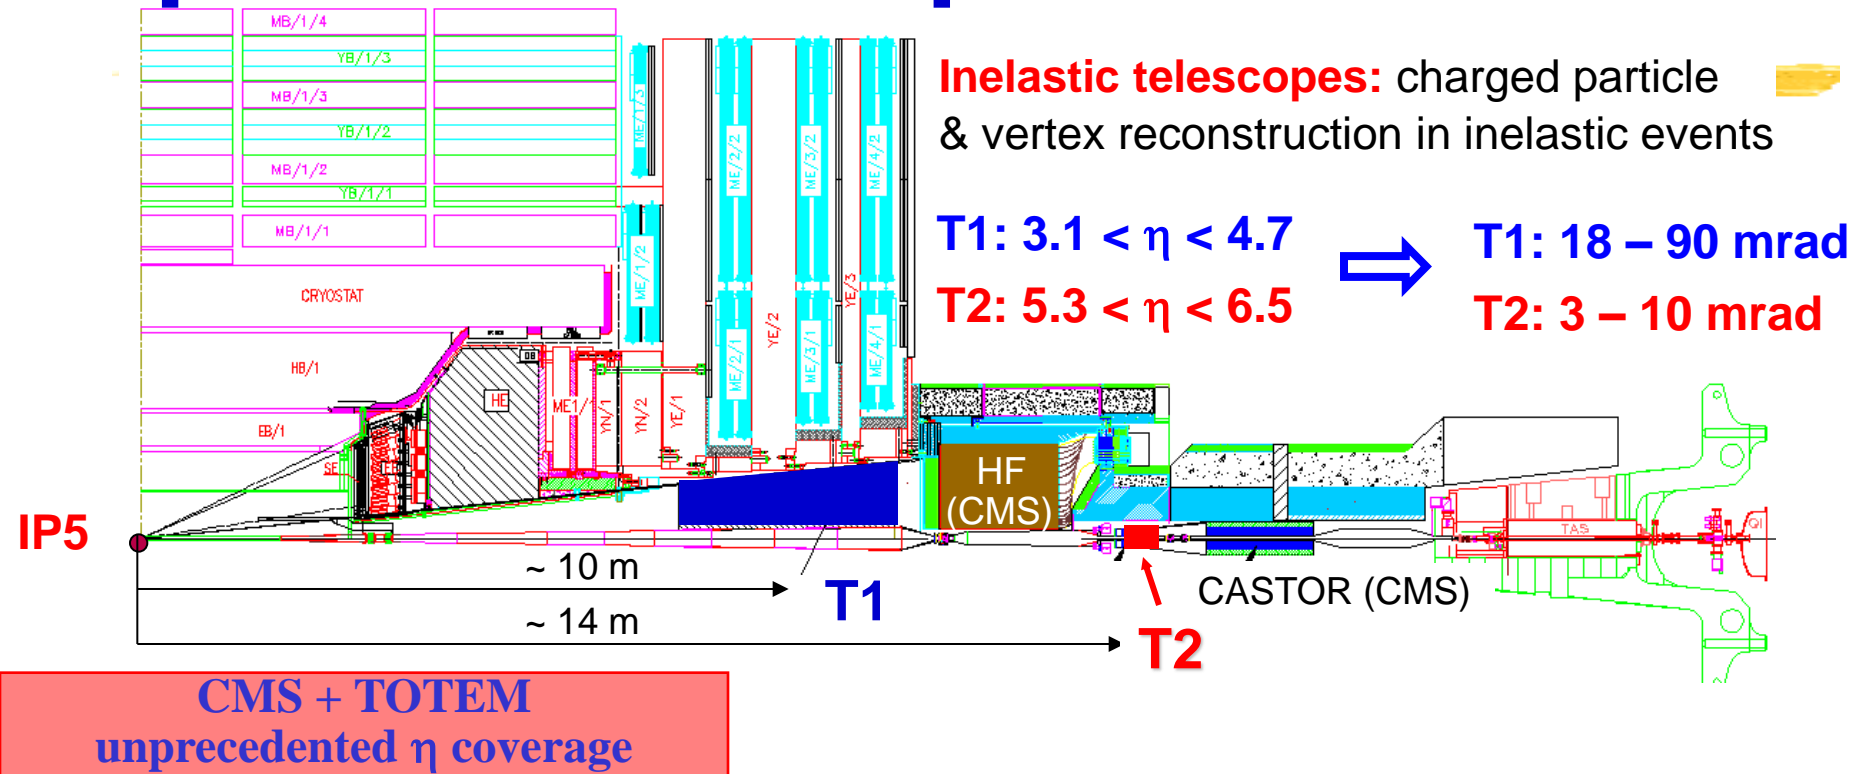 MB/1/4
YB/1/3
MB/1/3
YB/1/2
MB/1/2
YB/1/1
MB/1/1
CRYOSTAT
HB/1
EB/1
SE
HE
ME1/1
YN/1
YN/2
YE/1
ME/1/3
ME/1/2
ME/2/2
ME/3/2
ME/4/2
ME/2/1
ME/3/1
ME/4/1
YE/2
YE/3
Inelastic telescopes: charged particle
& vertex reconstruction in inelastic events
T1: 3.1 < η < 4.7
T2: 5.3 < η < 6.5
T1: 18 – 90 mrad
T2: 3 – 10 mrad
HF
(CMS)
TAS
IP5
~ 10 m
T1
~ 14 m
T2
CASTOR (CMS)
CMS + TOTEM
unprecedented η coverage